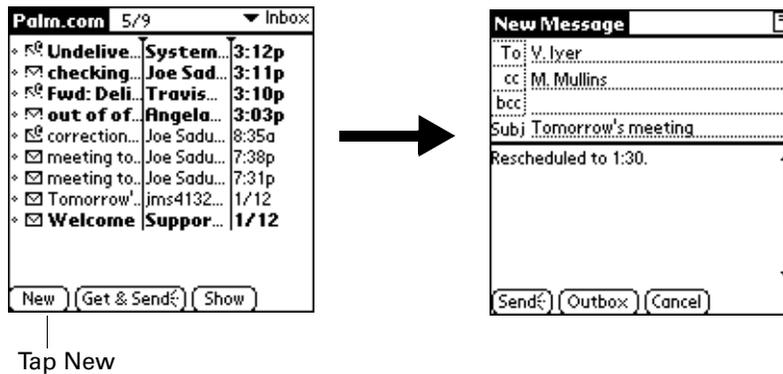 Palm.com 5/9 Inbox
Undelive... System... 3:12p
checking... Joe Sad... 3:11p
Fwd: Deli... Travis... 3:10p
out of of... Angela... 3:03p
correction... Joe Sadu... 8:35a
meeting to... Joe Sadu... 7:38p
meeting to... Joe Sadu... 7:31p
Tomorrow'... jms4132... 1/12
Welcome Suppor... 1/12
New Get & Send Show
Tap New
New Message
To V. Iyer
cc M. Mullins
bcc
Subj Tomorrow's meeting
Rescheduled to 1:30.
Send Outbox Cancel